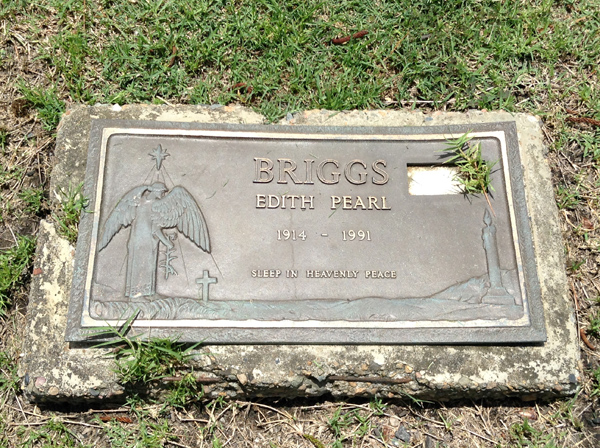 BRIGGS
EDITH PEARL
1914 - 1991
SLEEP IN HEAVENLY PEACE